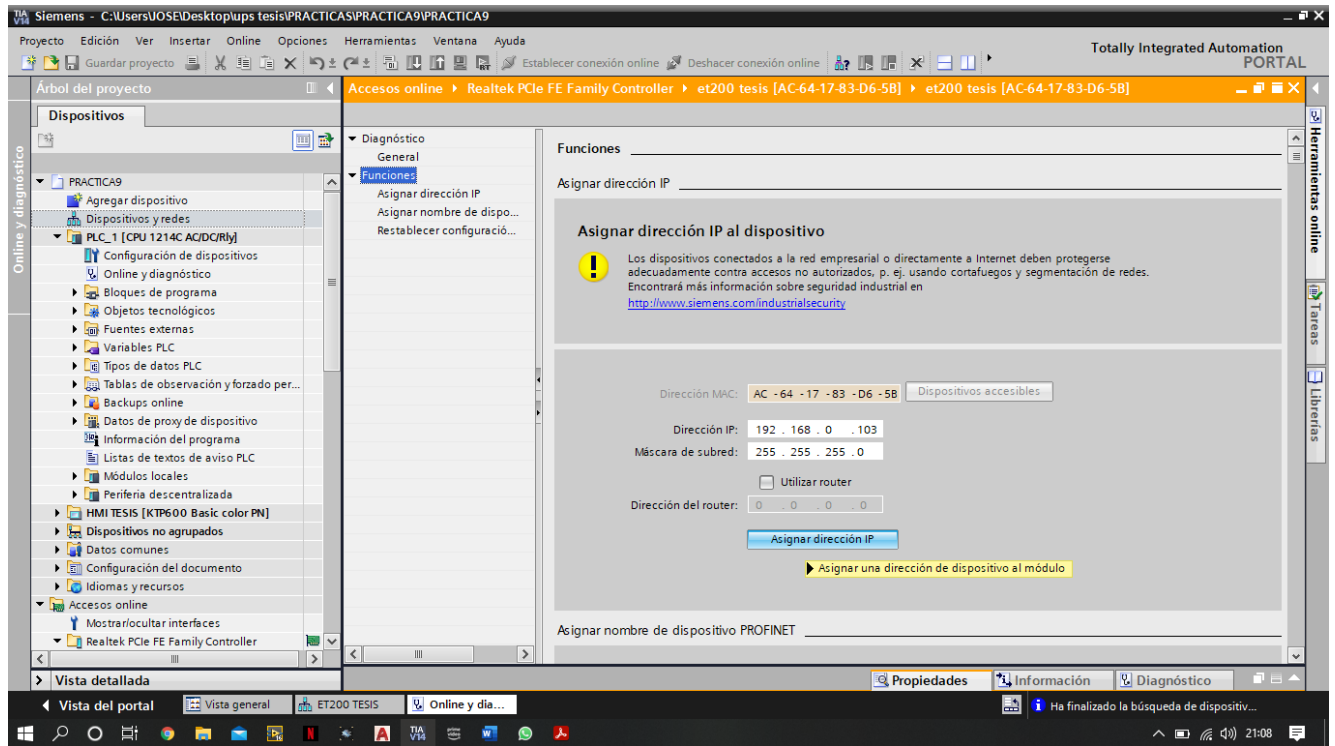 Siemens - C:\Users\JOSE\Desktop\ups tesis\PRACTICAS\PRACTICA9\PRACTICA9
Proyecto Edición Ver Insertar Online Opciones Herramientas Ventana Ayuda
Totally Integrated Automation
PORTAL
Guardar proyecto Establecer conexión online Deshacer conexión online
Árbol del proyecto
Accesos online Realtek PCIe FE Family Controller et200 tesis [AC-64-17-83-D6-5B] et200 tesis [AC-64-17-83-D6-5B]
Dispositivos
Online y diagnóstico
PRACTICA9
Agregar dispositivo
Dispositivos y redes
PLC_1 [CPU 1214C AC/DC/Rly]
Configuración de dispositivos
Online y diagnóstico
Bloques de programa
Objetos tecnológicos
Fuentes externas
Variables PLC
Tipos de datos PLC
Tablas de observación y forzado per...
Backups online
Datos de proxy de dispositivo
Información del programa
Listas de textos de aviso PLC
Módulos locales
Periferia descentralizada
HMI TESIS [KTP600 Basic color PN]
Dispositivos no agrupados
Datos comunes
Configuración del documento
Idiomas y recursos
Accesos online
Mostrar/ocultar interfaces
Realtek PCIe FE Family Controller
Vista detallada
Diagnóstico
General
Funciones
Asignar dirección IP
Asignar nombre de dispo...
Restablecer configuració...
Funciones
Asignar dirección IP
Asignar dirección IP al dispositivo
Los dispositivos conectados a la red empresarial o directamente a Internet deben protegerse
adecuadamente contra accesos no autorizados, p. ej. usando cortafuegos y segmentación de redes.
Encontrará más información sobre seguridad industrial en
http://www.siemens.com/industrialsecurity
Dirección MAC: AC -64 -17 -83 -D6 -5B Dispositivos accesibles
Dirección IP: 192 . 168 . 0 . 103
Máscara de subred: 255 . 255 . 255 . 0
Utilizar router
Dirección del router: 0 . 0 . 0 . 0
Asignar dirección IP
Asignar una dirección de dispositivo al módulo
Asignar nombre de dispositivo PROFINET
Herramientas online
Tareas
Librerías
Propiedades Información Diagnóstico
Vista del portal Vista general ET200 TESIS Online y dia... Ha finalizado la búsqueda de dispositiv...
21:08